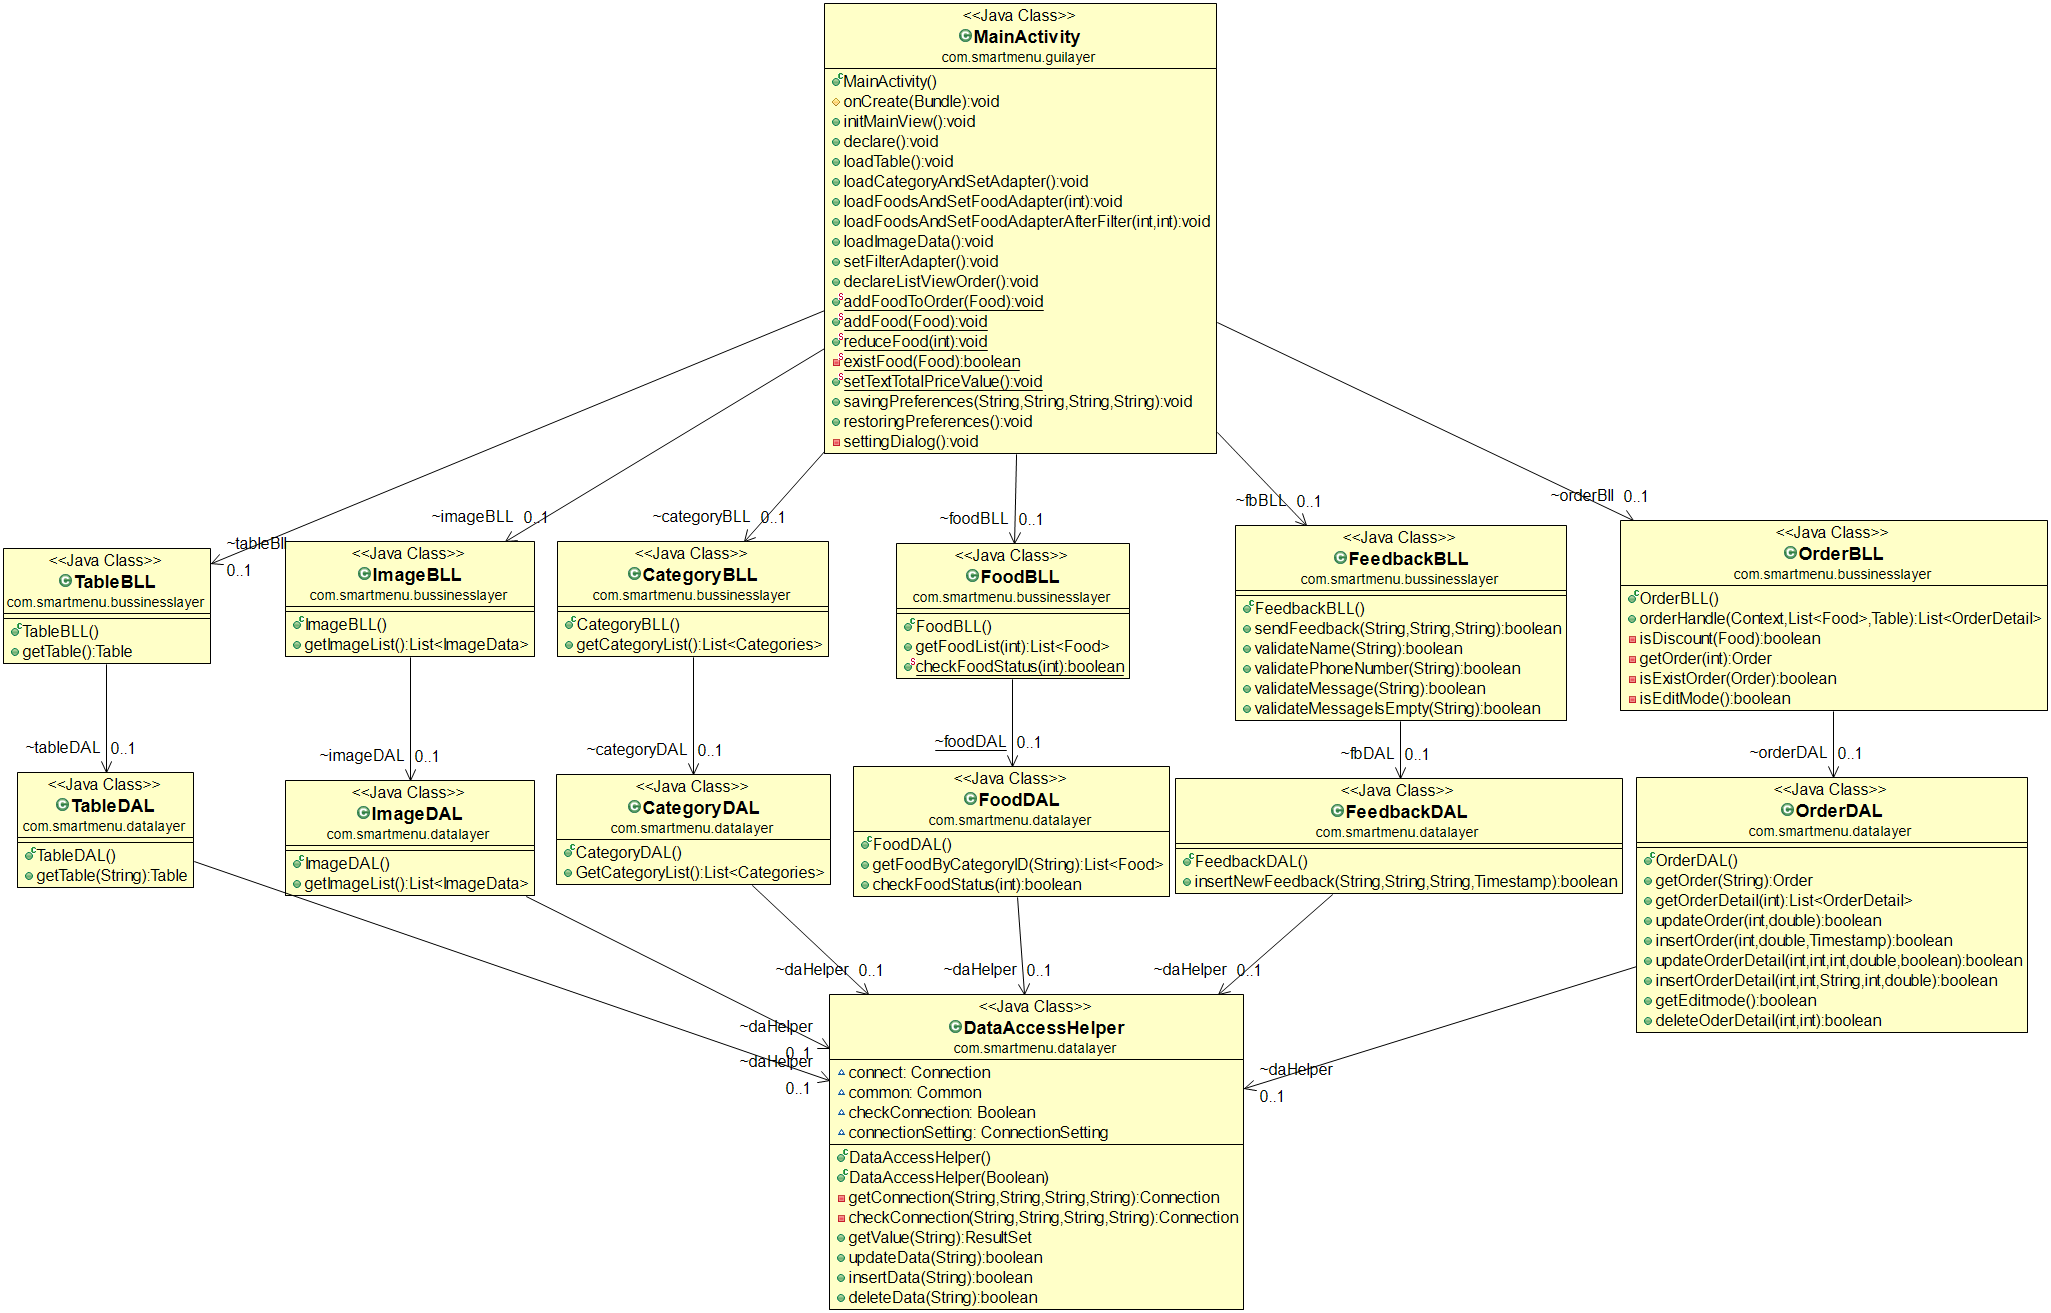 <<Java Class>>
MainActivity
com.smartmenu.guilayer
MainActivity()
onCreate(Bundle):void
initMainView():void
declare():void
loadTable():void
loadCategoryAndSetAdapter():void
loadFoodsAndSetFoodAdapter(int):void
loadFoodsAndSetFoodAdapterAfterFilter(int,int):void
loadImageData():void
setFilterAdapter():void
declareListViewOrder():void
addFoodToOrder(Food):void
addFood(Food):void
reduceFood(int):void
existFood(Food):boolean
setTextTotalPriceValue():void
savingPreferences(String,String,String,String):void
restoringPreferences():void
settingDialog():void
~tableBll
0..1
~imageBLL 0..1
~categoryBLL 0..1
~foodBLL 0..1
~fbBLL 0..1
~orderBll 0..1
<<Java Class>>
TableBLL
com.smartmenu.bussinesslayer
TableBLL()
getTable():Table
<<Java Class>>
ImageBLL
com.smartmenu.bussinesslayer
ImageBLL()
getImageList():List<ImageData>
<<Java Class>>
CategoryBLL
com.smartmenu.bussinesslayer
CategoryBLL()
getCategoryList():List<Categories>
<<Java Class>>
FoodBLL
com.smartmenu.bussinesslayer
FoodBLL()
getFoodList(int):List<Food>
checkFoodStatus(int):boolean
<<Java Class>>
FeedbackBLL
com.smartmenu.bussinesslayer
FeedbackBLL()
sendFeedback(String,String,String):boolean
validateName(String):boolean
validatePhoneNumber(String):boolean
validateMessage(String):boolean
validateMessageIsEmpty(String):boolean
<<Java Class>>
OrderBLL
com.smartmenu.bussinesslayer
OrderBLL()
orderHandle(Context,List<Food>,Table):List<OrderDetail>
isDiscount(Food):boolean
getOrder(int):Order
isExistOrder(Order):boolean
isEditMode():boolean
~tableDAL 0..1
~imageDAL 0..1
~categoryDAL 0..1
~foodDAL 0..1
~fbDAL 0..1
~orderDAL 0..1
<<Java Class>>
TableDAL
com.smartmenu.datalayer
TableDAL()
getTable(String):Table
<<Java Class>>
ImageDAL
com.smartmenu.datalayer
ImageDAL()
getImageList():List<ImageData>
<<Java Class>>
CategoryDAL
com.smartmenu.datalayer
CategoryDAL()
GetCategoryList():List<Categories>
<<Java Class>>
FoodDAL
com.smartmenu.datalayer
FoodDAL()
getFoodByCategoryID(String):List<Food>
checkFoodStatus(int):boolean
<<Java Class>>
FeedbackDAL
com.smartmenu.datalayer
FeedbackDAL()
insertNewFeedback(String,String,String,Timestamp):boolean
<<Java Class>>
OrderDAL
com.smartmenu.datalayer
OrderDAL()
getOrder(String):Order
getOrderDetail(int):List<OrderDetail>
updateOrder(int,double):boolean
insertOrder(int,double,Timestamp):boolean
updateOrderDetail(int,int,int,double,boolean):boolean
insertOrderDetail(int,int,String,int,double):boolean
getEditmode():boolean
deleteOderDetail(int,int):boolean
~daHelper 0..1
~daHelper 0..1
~daHelper 0..1
~daHelper
0..1
~daHelper
0..1
~daHelper
0..1
<<Java Class>>
DataAccessHelper
com.smartmenu.datalayer
connect: Connection
common: Common
checkConnection: Boolean
connectionSetting: ConnectionSetting
DataAccessHelper()
DataAccessHelper(Boolean)
getConnection(String,String,String,String):Connection
checkConnection(String,String,String,String):Connection
getValue(String):ResultSet
updateData(String):boolean
insertData(String):boolean
deleteData(String):boolean